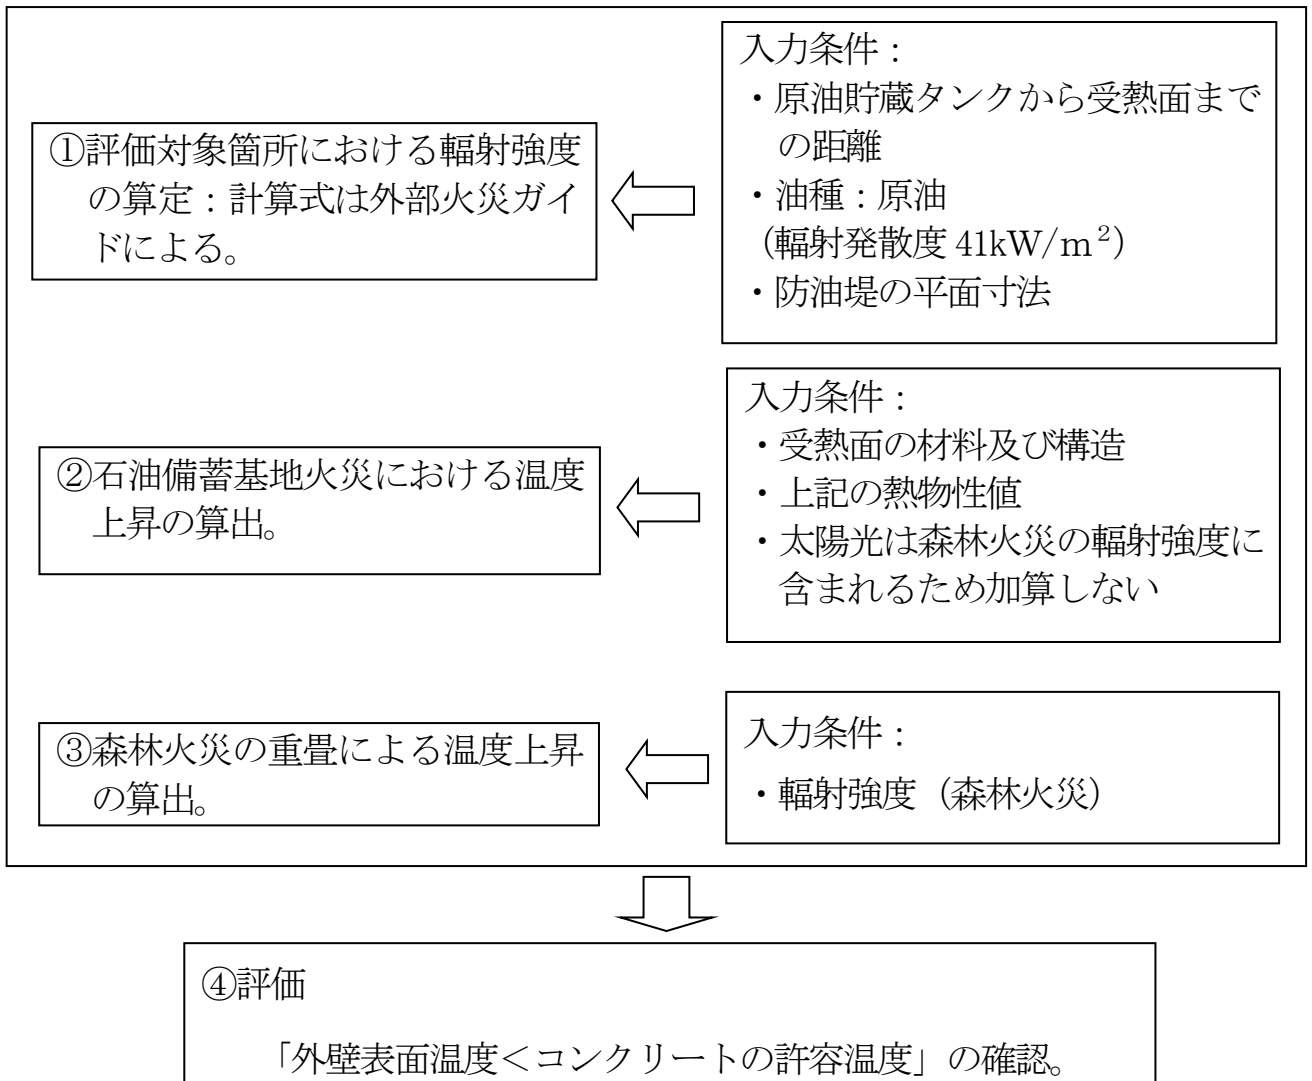 ①評価対象箇所における輻射強度
の算定：計算式は外部火災ガイ
ドによる。
入力条件：
・原油貯蔵タンクから受熱面まで
の距離
・油種：原油
（輻射発散度 41kW/m²）
・防油堤の平面寸法
②石油備蓄基地火災における温度
上昇の算出。
入力条件：
・受熱面の材料及び構造
・上記の熱物性値
・太陽光は森林火災の輻射強度に
含まれるため加算しない
③森林火災の重畳による温度上昇
の算出。
入力条件：
・輻射強度（森林火災）
④評価
「外壁表面温度＜コンクリートの許容温度」の確認。